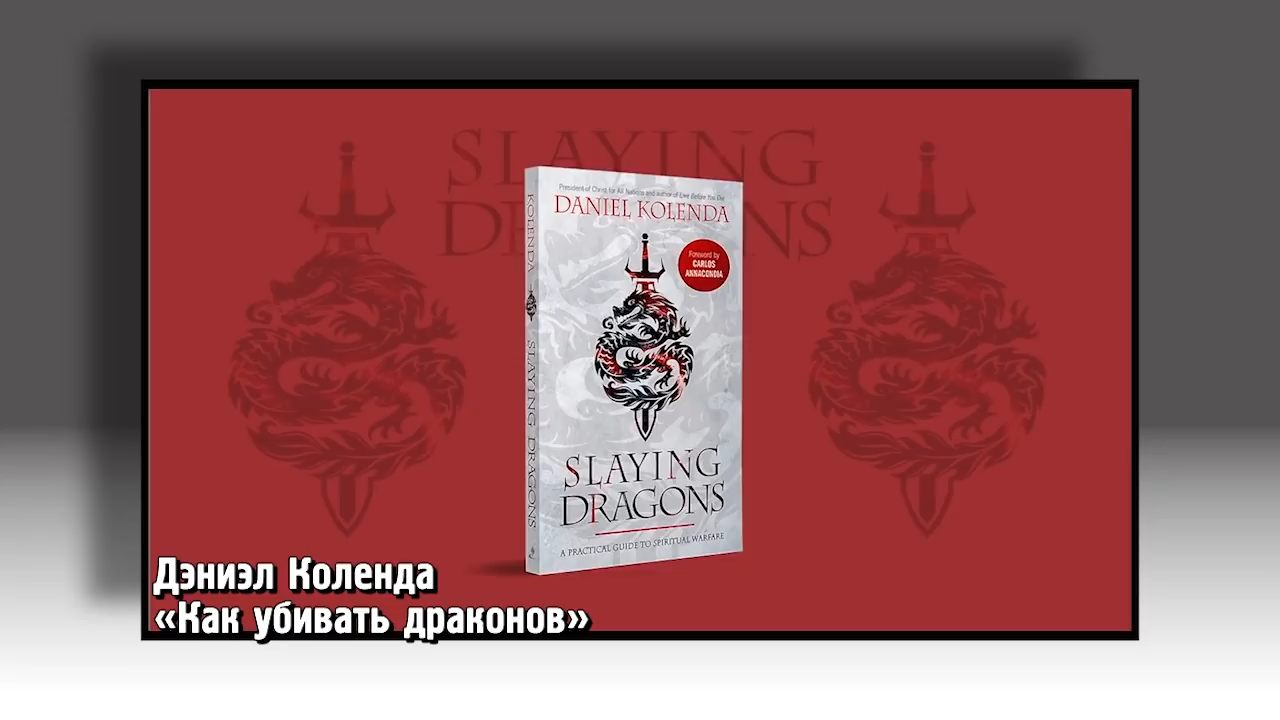 SLAYING
DRAGONS
President of Christ for All Nations and author of Live Before You Die
DANIEL KOLENDA
Foreword by
CARLOS
ANNACONDIA
KOLENDA
SLAYING DRAGONS
SLAYING
DRAGONS
A PRACTICAL GUIDE TO SPIRITUAL WARFARE
Дэниэл Коленда
«Как убивать драконов»